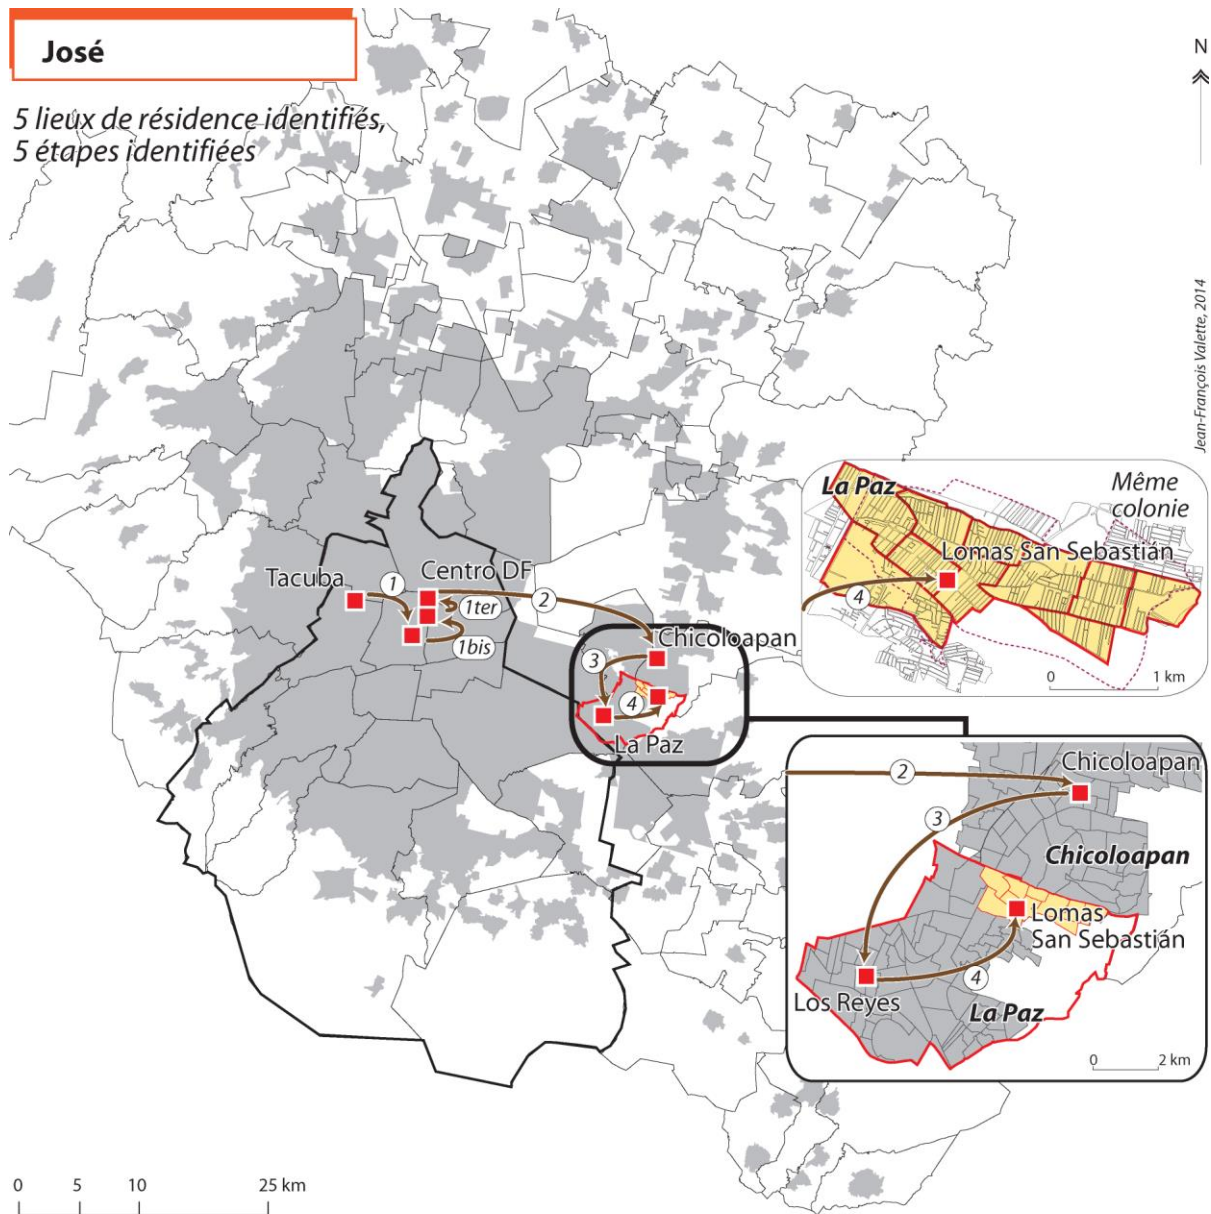 José
5 lieux de résidence identifiés,
5 étapes identifiées
N
Jean-François Valette, 2014
Tacuba
1
Centro DF
1ter
1bis
2
Chicoloapan
3
4
La Paz
La Paz
Même
colonie
Lomas San Sebastián
4
0 1 km
Chicoloapan
2
3
Chicoloapan
Lomas
San Sebastián
Los Reyes
4
La Paz
0 2 km
0 5 10 25 km